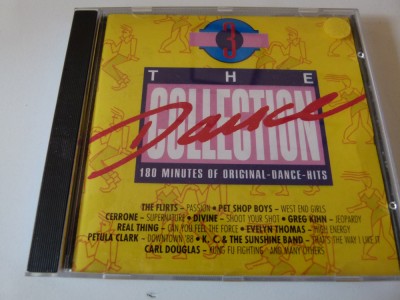 3
THE
COLLECTION
Dance
180 MINUTES OF ORIGINAL-DANCE-HITS
THE FLIRTS - PASSION • PET SHOP BOYS - WEST END GIRLS
CERRONE - SUPERNATURE • DIVINE - SHOOT YOUR SHOT • GREG KIHN - JEOPARDY
REAL THING - CAN YOU FEEL THE FORCE • EVELYN THOMAS - HIGH ENERGY
PETULA CLARK - DOWNTOWN '88 • K. C. & THE SUNSHINE BAND - THAT'S THE WAY I LIKE IT
CARL DOUGLAS - KUNG FU FIGHTING AND MANY OTHERS